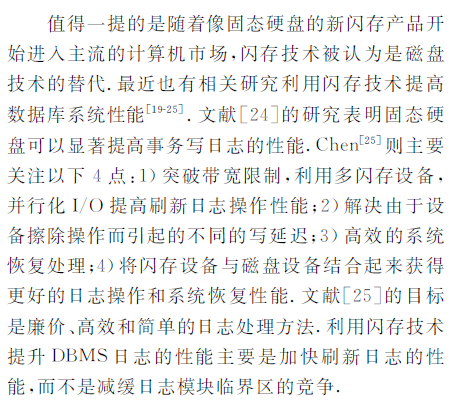 值得一提的是随着像固态硬盘的新闪存产品开
始进入主流的计算机市场,闪存技术被认为是磁盘
技术的替代.最近也有相关研究利用闪存技术提高
数据库系统性能[19-25].文献[24]的研究表明固态硬
盘可以显著提高事务写日志的性能.Chen[25]则主要
关注以下4点:1)突破带宽限制,利用多闪存设备,
并行化I/O提高刷新日志操作性能;2)解决由于设
备擦除操作而引起的不同的写延迟;3)高效的系统
恢复处理;4)将闪存设备与磁盘设备结合起来获得
更好的日志操作和系统恢复性能.文献[25]的目标
是廉价、高效和简单的日志处理方法.利用闪存技术
提升DBMS日志的性能主要是加快刷新日志的性
能,而不是减缓日志模块临界区的竞争.